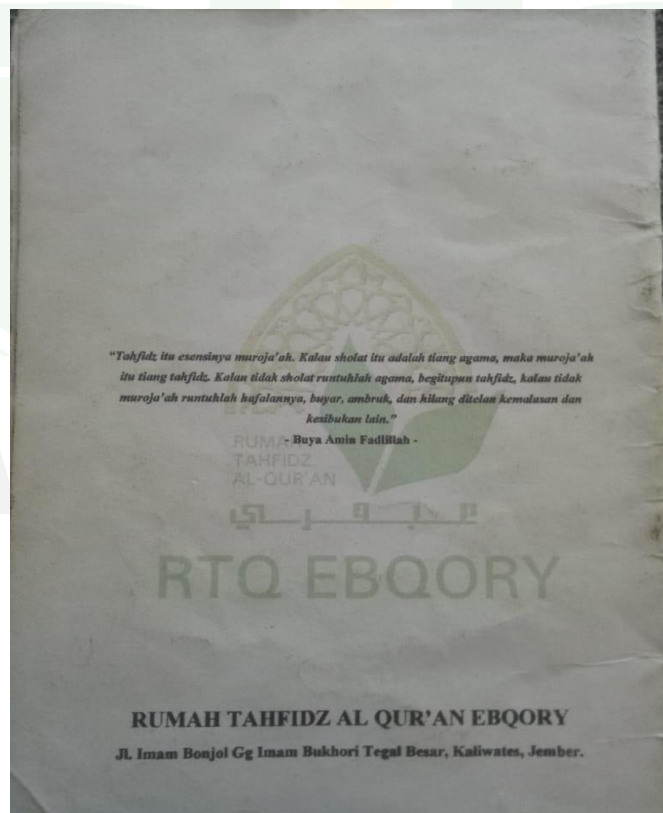 "Tahfidz itu esensinya muroja'ah. Kalau sholat itu adalah tiang agama, maka muroja'ah
itu tiang tahfidz. Kalau tidak sholat runtuhlah agama, begitupun tahfidz, kalau tidak
muroja'ah runtuhlah hafalannya, buyar, ambruk, dan hilang ditelan kemalasan dan
kesibukan lain."
- Buya Amin Fadlillah -
RUMAH
TAHFIDZ
AL-QUR'AN
RTQ EBQORY
RUMAH TAHFIDZ AL QUR'AN EBQORY
Jl. Imam Bonjol Gg Imam Bukhori Tegal Besar, Kaliwates, Jember.